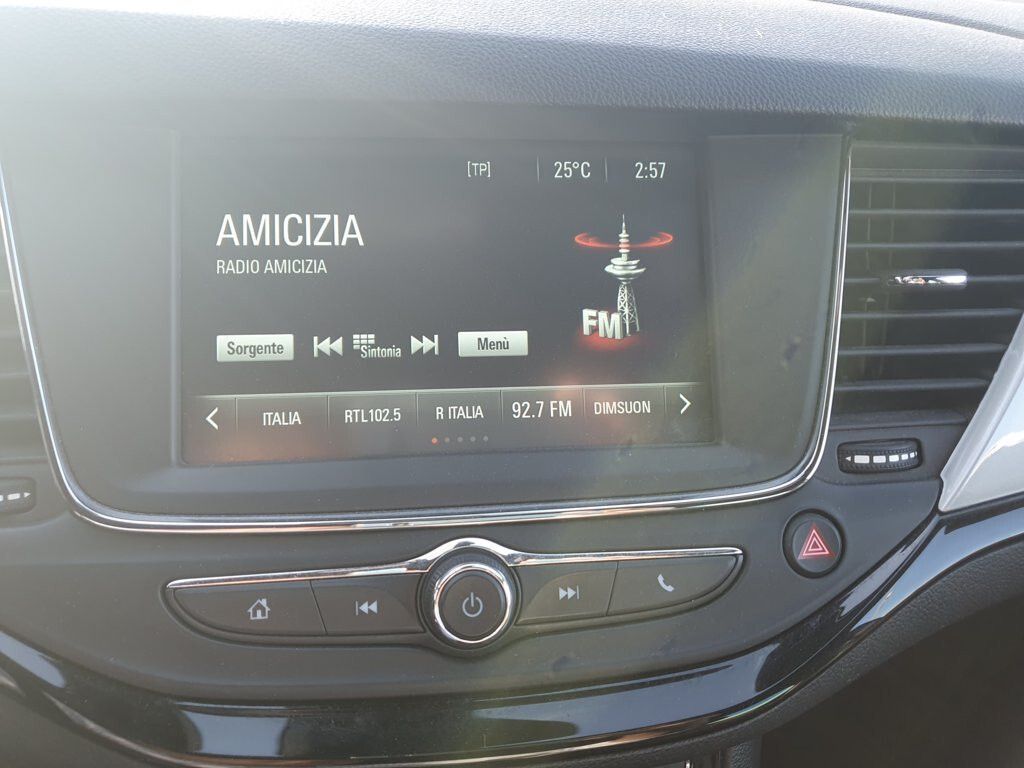 [TP] 25°C 2:57
AMICIZIA
RADIO AMICIZIA
FM
Sorgente Sintonia Menù
ITALIA RTL102.5 R ITALIA 92.7 FM DIMSUON